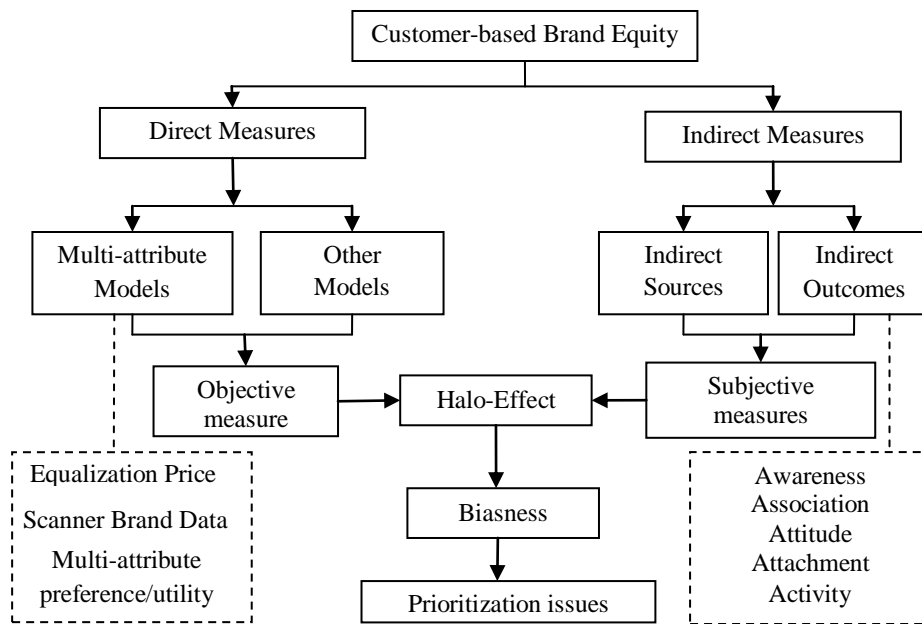 Customer-based Brand Equity
Direct Measures
Indirect Measures
Multi-attribute
Models
Other
Models
Indirect
Sources
Indirect
Outcomes
Objective
measure
Halo-Effect
Subjective
measures
Equalization Price
Scanner Brand Data
Multi-attribute
preference/utility
Biasness
Prioritization issues
Awareness
Association
Attitude
Attachment
Activity